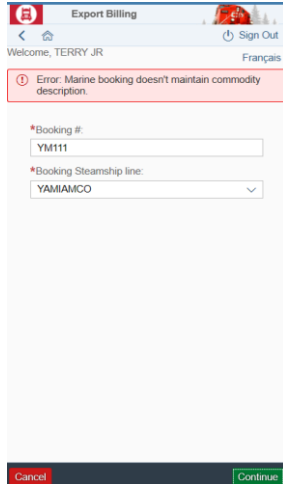 Export Billing
Sign Out
Welcome, TERRY JR
Français
Error: Marine booking doesn't maintain commodity
description.
*Booking #:
YM111
*Booking Steamship line:
YAMIAMCO
Cancel
Continue